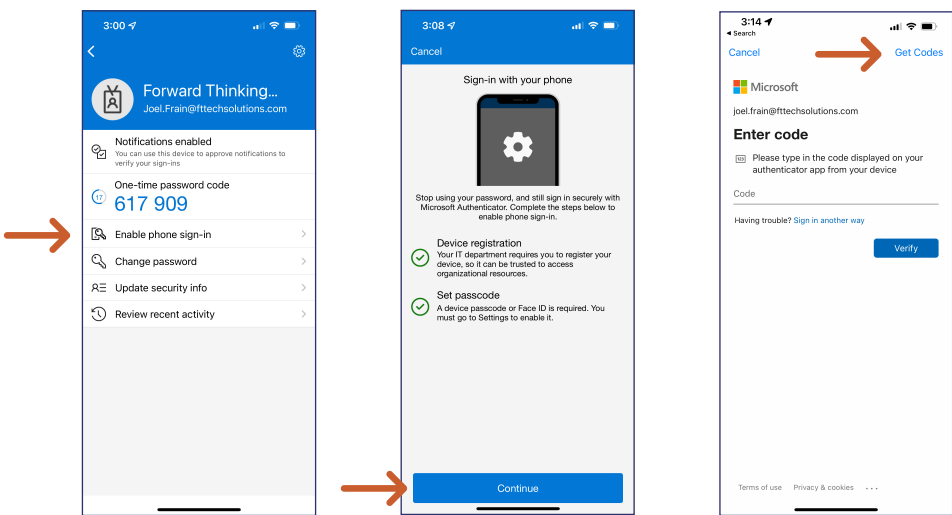 3:00
Forward Thinking...
Joel.Frain@fttechsolutions.com
Notifications enabled
You can use this device to approve notifications to
verify your sign-ins
One-time password code
17
617 909
Enable phone sign-in
Change password
Update security info
Review recent activity
3:08
Cancel
Sign-in with your phone
Stop using your password, and still sign in securely with
Microsoft Authenticator. Complete the steps below to
enable phone sign-in.
Device registration
Your IT department requires you to register your
device, so it can be trusted to access
organizational resources.
Set passcode
A device passcode or Face ID is required. You
must go to Settings to enable it.
Continue
3:14
Search
Cancel
Get Codes
Microsoft
joel.frain@fttechsolutions.com
Enter code
Please type in the code displayed on your
authenticator app from your device
Code
Having trouble? Sign in another way
Verify
Terms of use Privacy & cookies ...